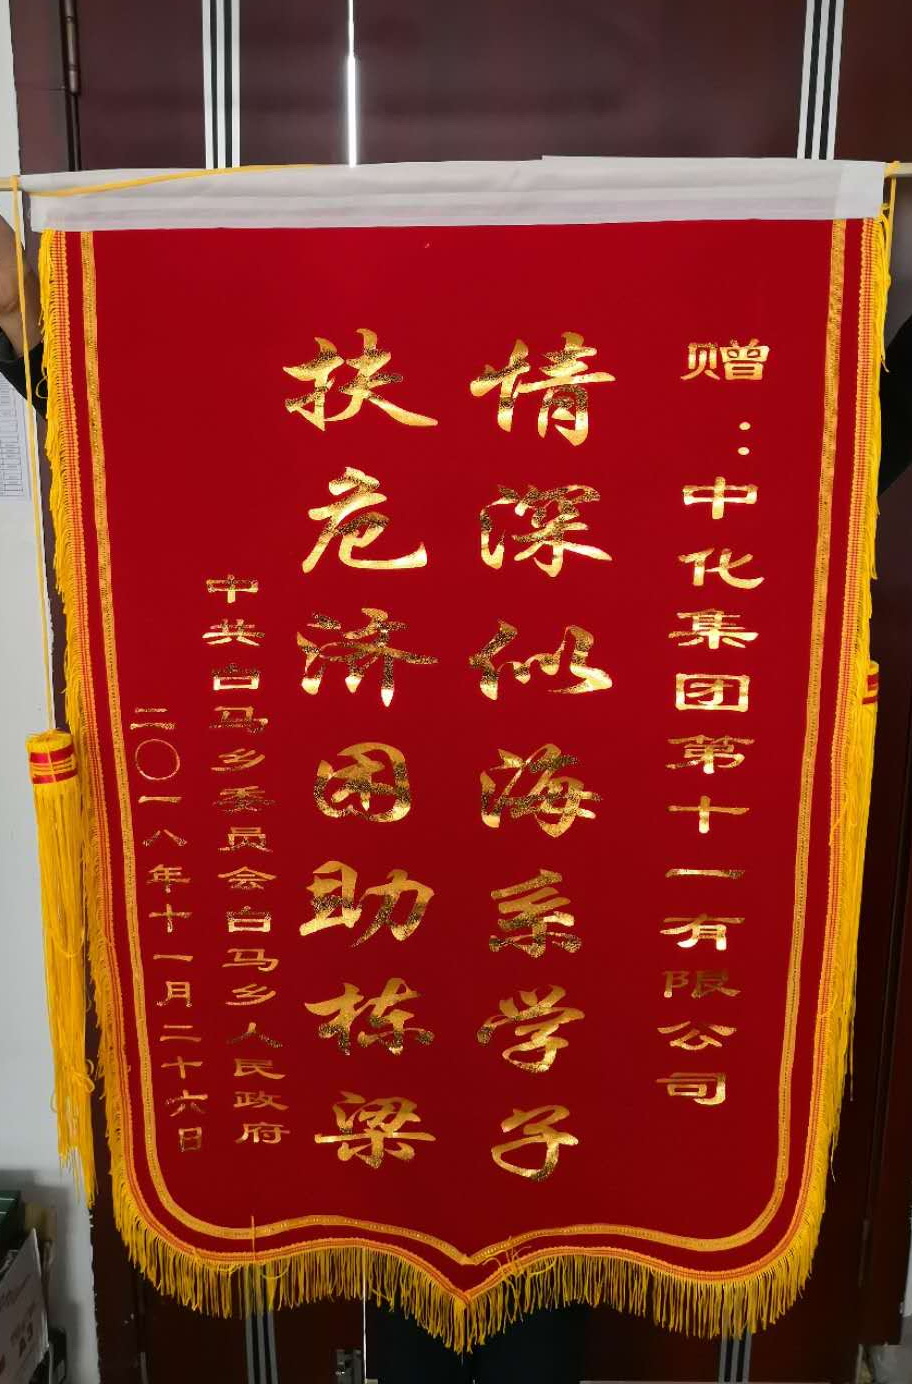 赠：中化集团第十一有限公司
情深似海系学子
扶危济困助栋梁
中共白马乡委员会白马乡人民政府
二〇一八年十一月二十六日